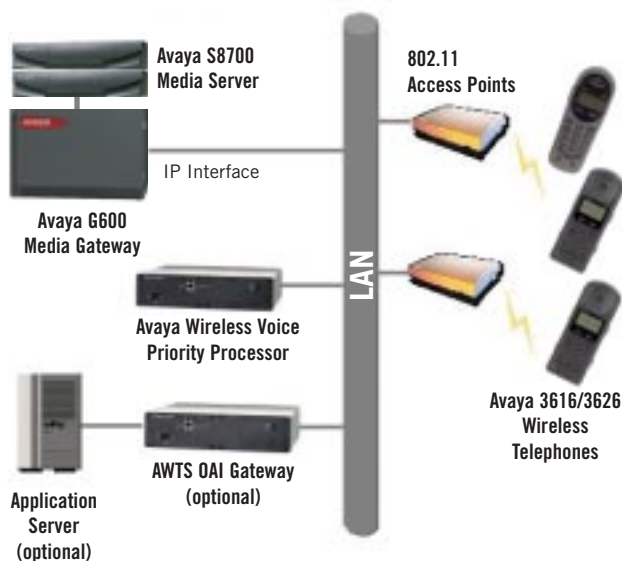 Avaya S8700
Media Server
802.11
Access Points
IP Interface
Avaya G600
Media Gateway
LAN
Avaya Wireless Voice
Priority Processor
Avaya 3616/3626
Wireless
Telephones
AWTS OAI Gateway
(optional)
Application
Server
(optional)